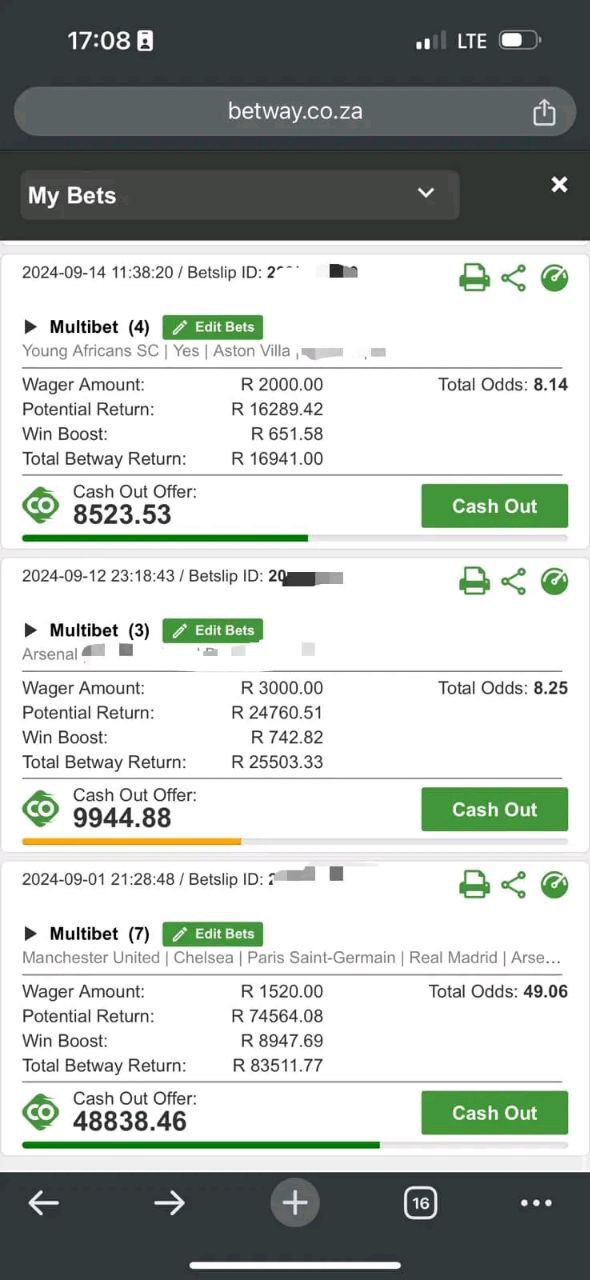 17:08
LTE
betway.co.za
My Bets
2024-09-14 11:38:20 / Betslip ID:
Multibet (4) Edit Bets
Young Africans SC | Yes | Aston Villa
Wager Amount: R 2000.00 Total Odds: 8.14
Potential Return: R 16289.42
Win Boost: R 651.58
Total Betway Return: R 16941.00
CO Cash Out Offer:
8523.53 Cash Out
2024-09-12 23:18:43 / Betslip ID: 20
Multibet (3) Edit Bets
Arsenal
Wager Amount: R 3000.00 Total Odds: 8.25
Potential Return: R 24760.51
Win Boost: R 742.82
Total Betway Return: R 25503.33
CO Cash Out Offer:
9944.88 Cash Out
2024-09-01 21:28:48 / Betslip ID:
Multibet (7) Edit Bets
Manchester United | Chelsea | Paris Saint-Germain | Real Madrid | Arse...
Wager Amount: R 1520.00 Total Odds: 49.06
Potential Return: R 74564.08
Win Boost: R 8947.69
Total Betway Return: R 83511.77
CO Cash Out Offer:
48838.46 Cash Out
16